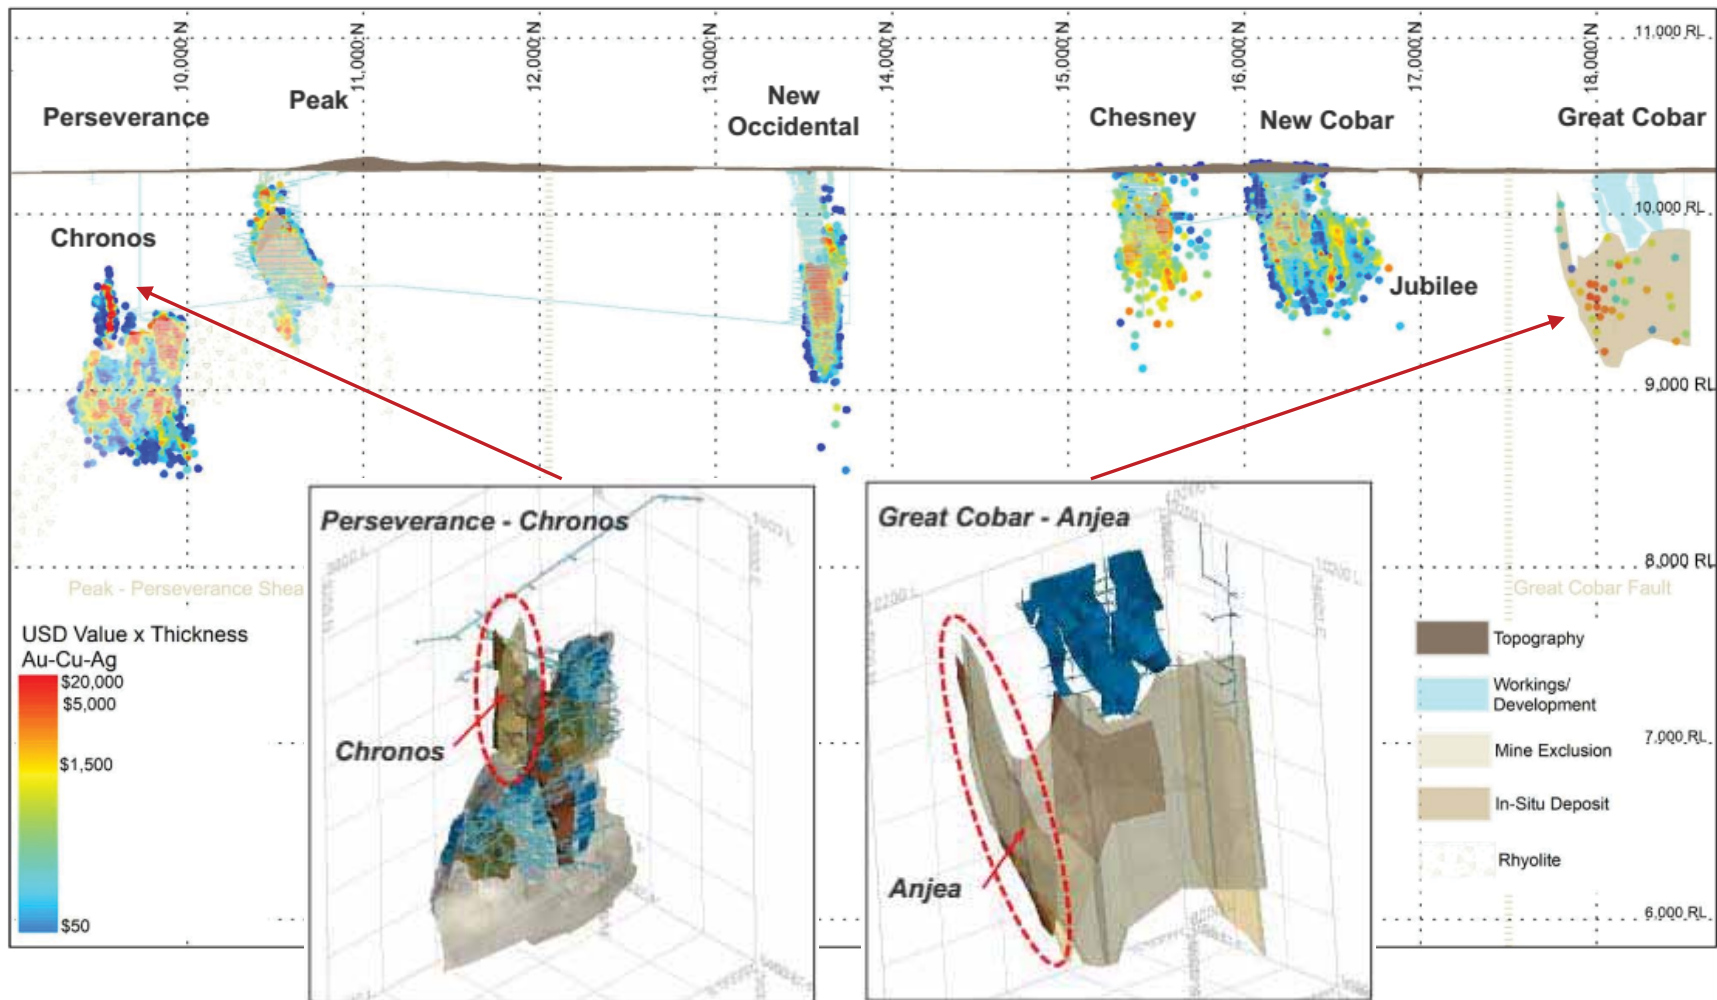 10,000 N
11,000 N
12,000 N
13,000 N
14,000 N
15,000 N
16,000 N
17,000 N
18,000 N
11,000 RL
Perseverance
Peak
New
Occidental
Chesney
New Cobar
Great Cobar
10,000 RL
Chronos
Jubilee
9,000 RL
8,000 RL
Peak - Perseverance Shea
Great Cobar Fault
Perseverance - Chronos
Chronos
Great Cobar - Anjea
Anjea
USD Value x Thickness
Au-Cu-Ag
$20,000
$5,000
$1,500
$50
Topography
Workings/
Development
7,000 RL
Mine Exclusion
In-Situ Deposit
Rhyolite
6,000 RL